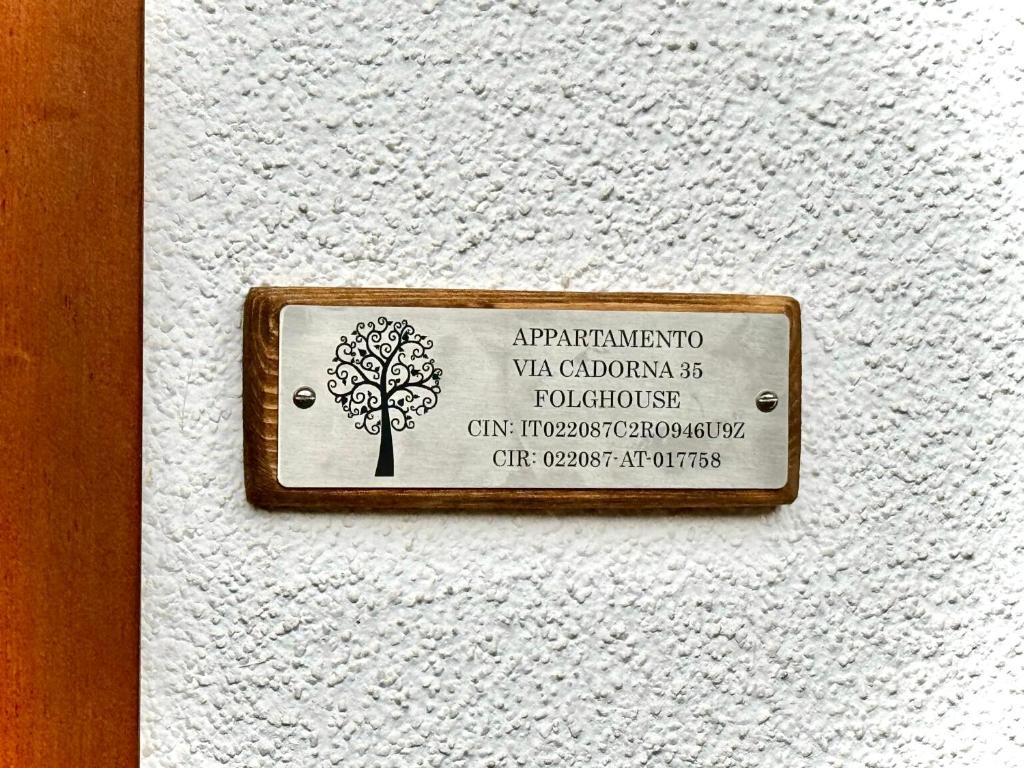 APPARTAMENTO
VIA CADORNA 35
FOLGHOUSE
CIN: IT022087C2RO946U9Z
CIR: 022087-AT-017758